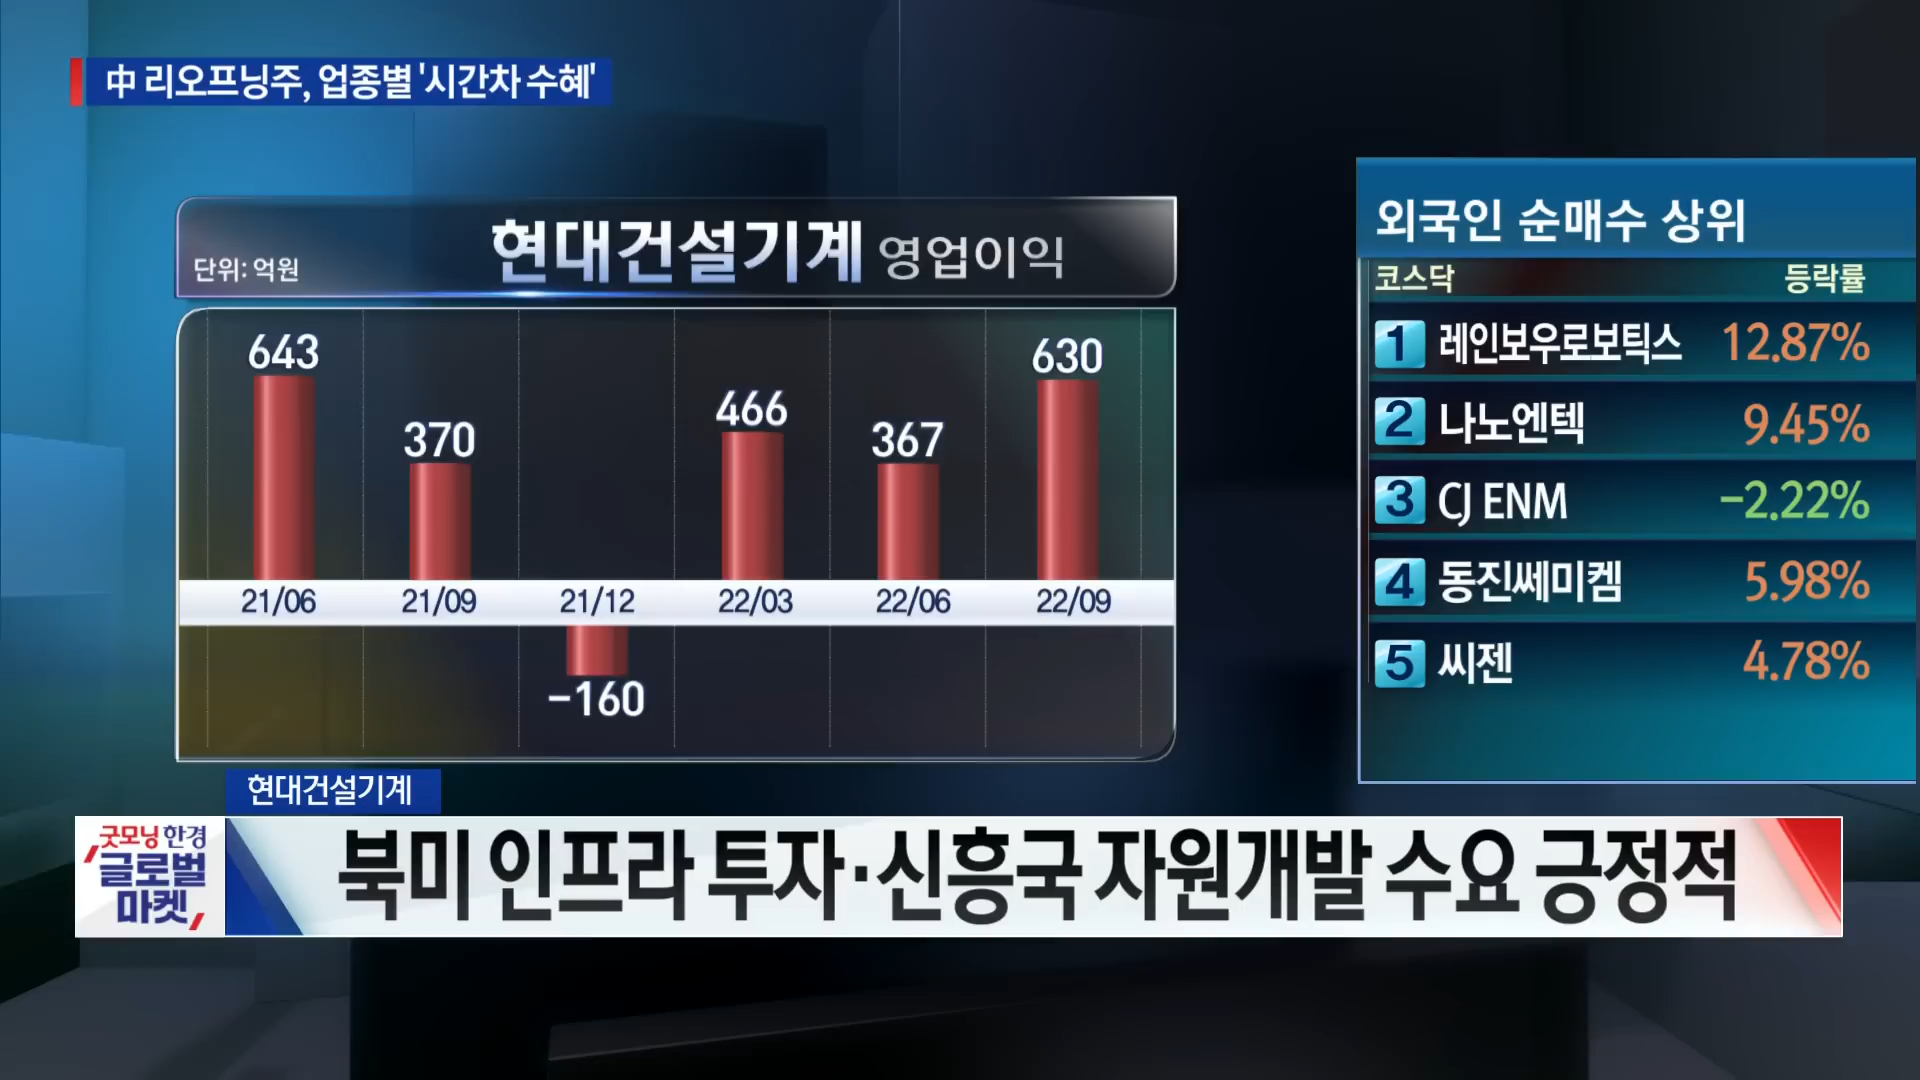 中 리오프닝주, 업종별 '시간차 수혜'
단위: 억원
현대건설기계 영업이익
643
370
466
367
630
21/06
21/09
21/12
22/03
22/06
22/09
-160
외국인 순매수 상위
코스닥 등락률
1 레인보우로보틱스 12.87%
2 나노엔텍 9.45%
3 CJ ENM -2.22%
4 동진쎄미켐 5.98%
5 씨젠 4.78%
현대건설기계
굿모닝 한경
글로벌
마켓
북미 인프라 투자·신흥국 자원개발 수요 긍정적